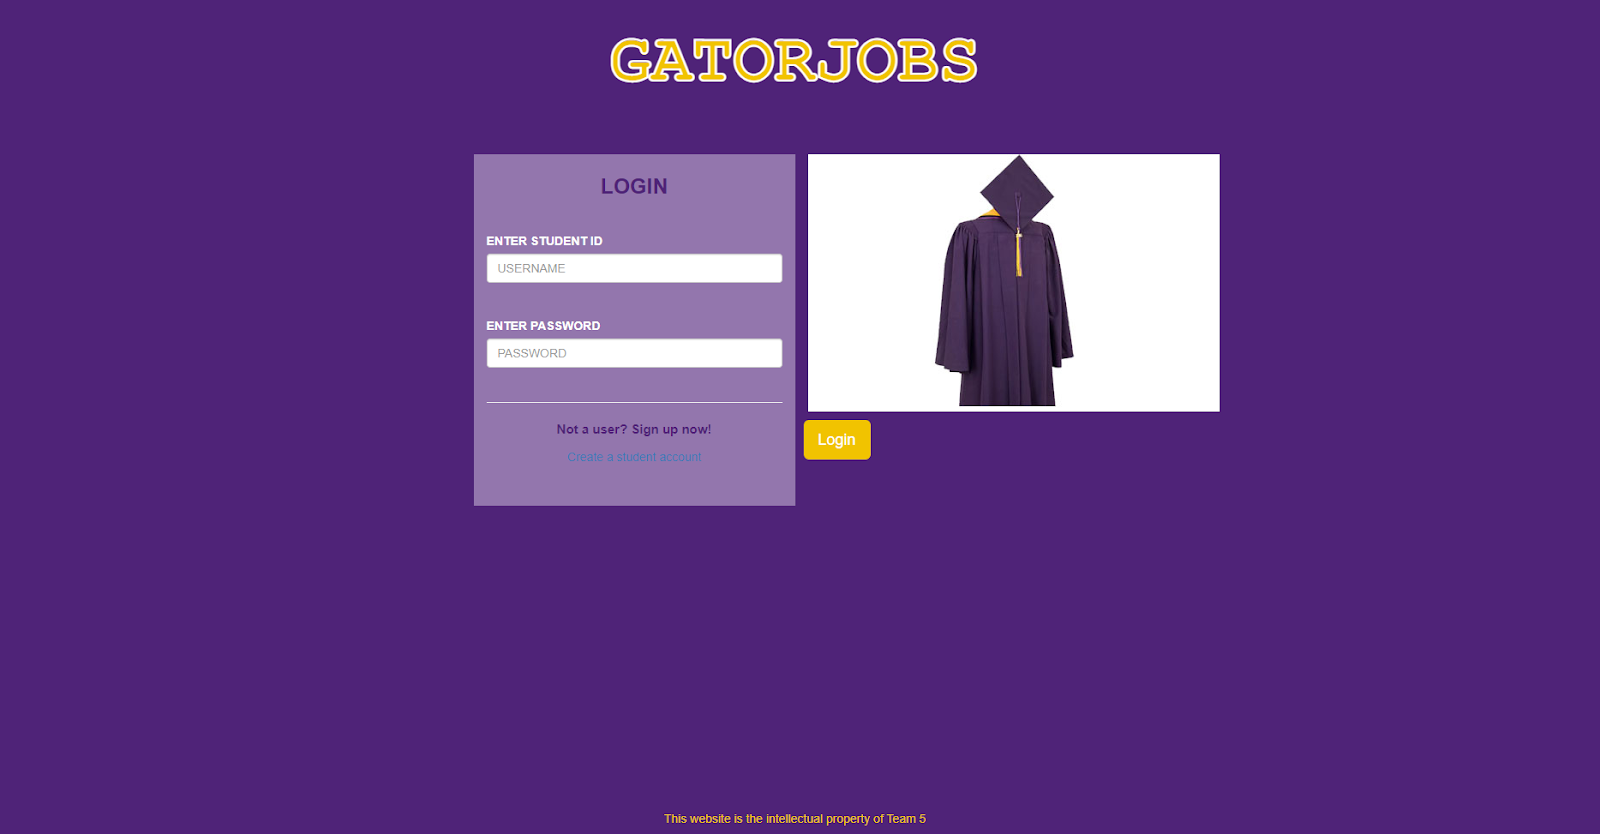 GATORJOBS
LOGIN
ENTER STUDENT ID
USERNAME
ENTER PASSWORD
PASSWORD
Not a user? Sign up now!
Create a student account
Login
This website is the intellectual property of Team 5